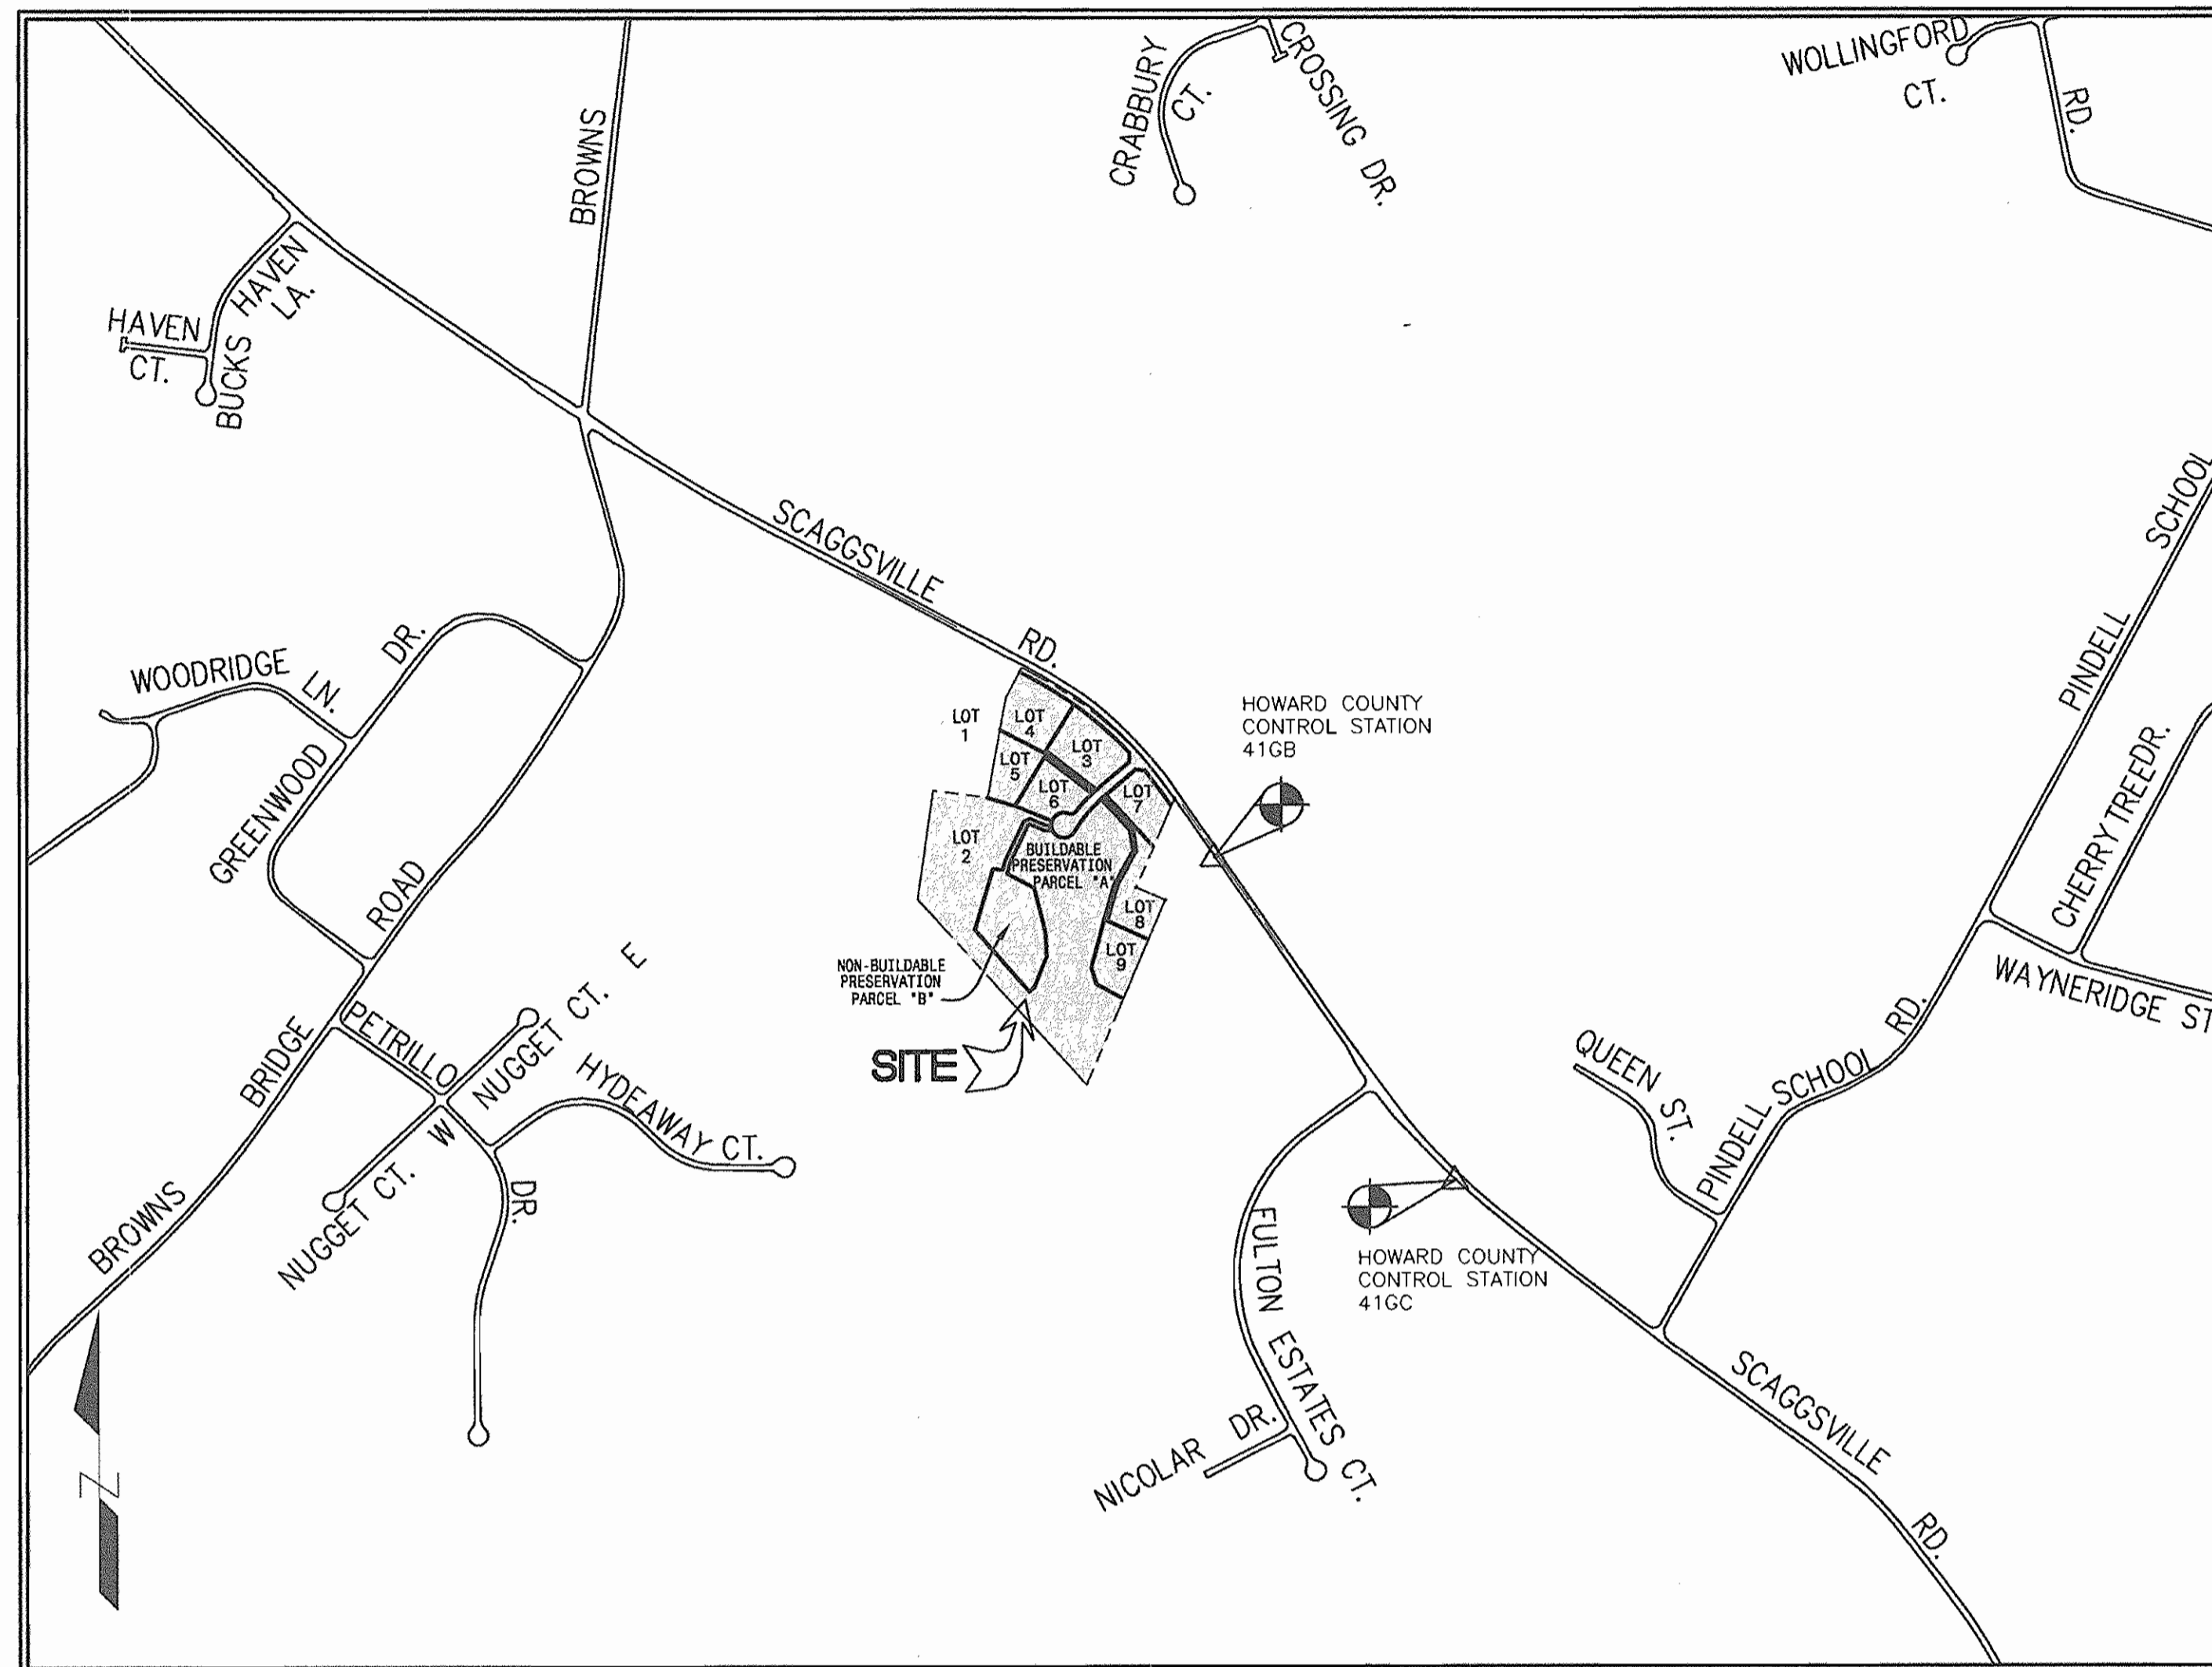 WOLLINGFORD
CT.
RD.
CRABBURY
CT.
CROSSING DR.
BROWNS
HAVEN
LA.
HAVEN
CT.
BUCKS
SCAGGSVILLE
RD.
PINDELL SCHOOL
WOODRIDGE LN.
GREENWOOD DR.
ROAD
LOT
1
LOT
4
LOT
3
LOT
5
LOT
6
LOT
7
LOT
2
BUILDABLE
PRESERVATION
PARCEL "A"
LOT
8
LOT
9
NON-BUILDABLE
PRESERVATION
PARCEL "B"
SITE
HOWARD COUNTY
CONTROL STATION
41GB
CHERRY TREE DR.
WAYNERIDGE ST
PETRILLO
DR.
NUGGET CT. E
NUGGET CT. W
HYDEAWAY CT.
BROWNS BRIDGE
QUEEN ST.
PINDELL SCHOOL RD.
HOWARD COUNTY
CONTROL STATION
41GC
FULTON ESTATES CT.
NICOLAR DR.
SCAGGSVILLE RD.
N